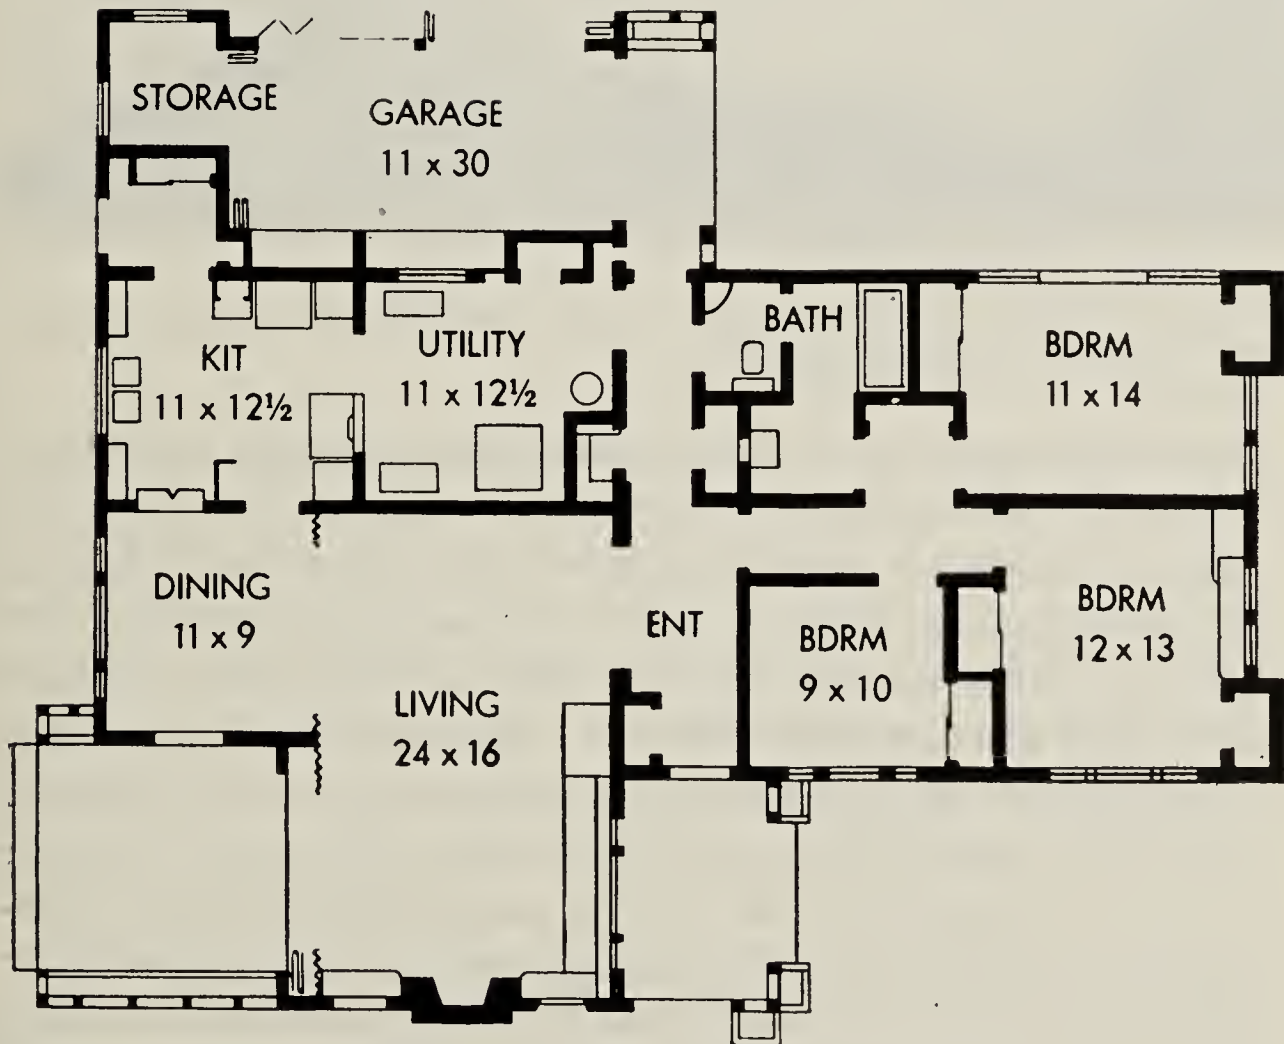 STORAGE
GARAGE
11 x 30
KIT
11 x 12½
UTILITY
11 x 12½
BATH
BDRM
11 x 14
DINING
11 x 9
ENT
BDRM
9 x 10
BDRM
12 x 13
LIVING
24 x 16